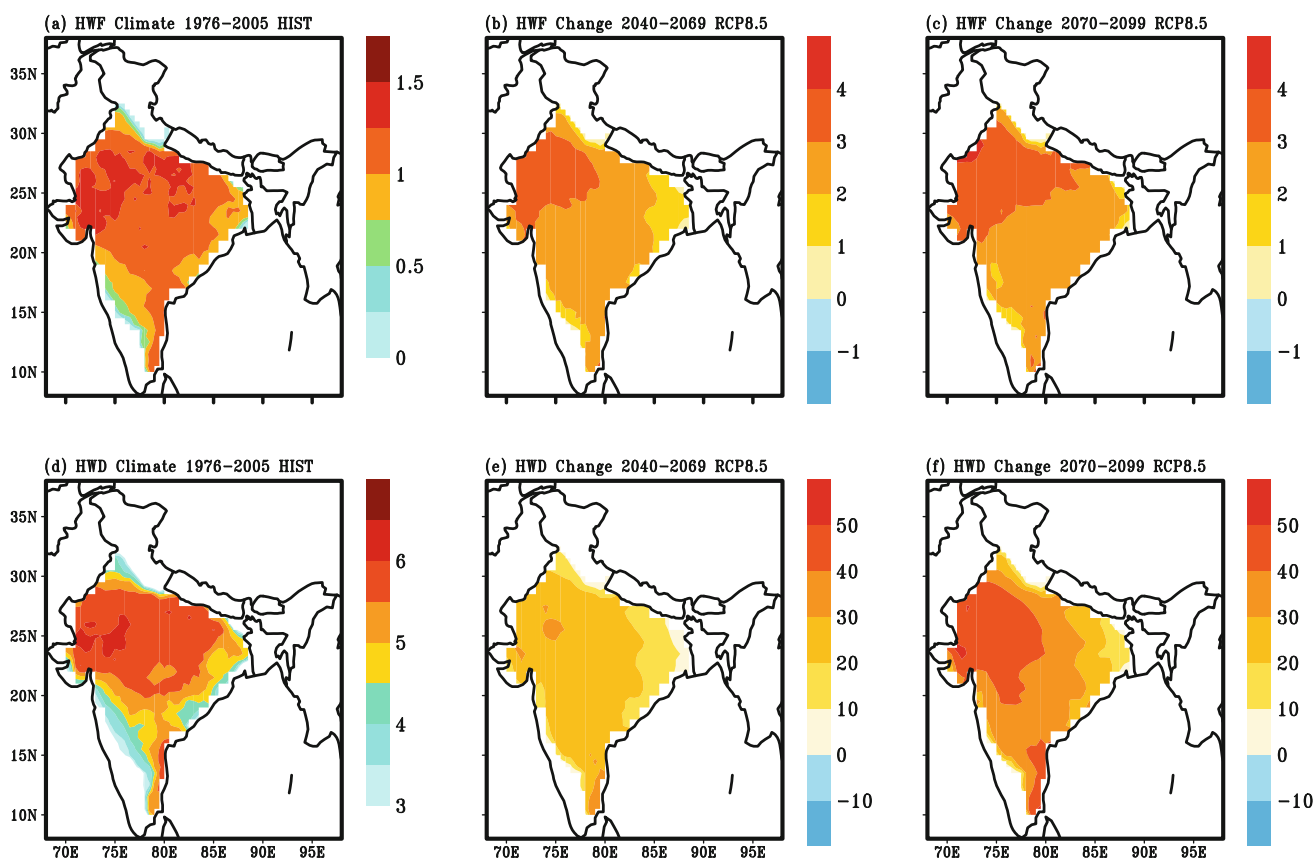 (a) HWF Climate 1976-2005 HIST
(b) HWF Change 2040-2069 RCP8.5
(c) HWF Change 2070-2099 RCP8.5
35N
30N
25N
20N
15N
10N
1.5
1
0.5
0
4
3
2
1
0
-1
4
3
2
1
0
-1
(d) HWD Climate 1976-2005 HIST
(e) HWD Change 2040-2069 RCP8.5
(f) HWD Change 2070-2099 RCP8.5
35N
30N
25N
20N
15N
10N
6
5
4
3
50
40
30
20
10
0
-10
50
40
30
20
10
0
-10
70E 75E 80E 85E 90E 95E
70E 75E 80E 85E 90E 95E
70E 75E 80E 85E 90E 95E